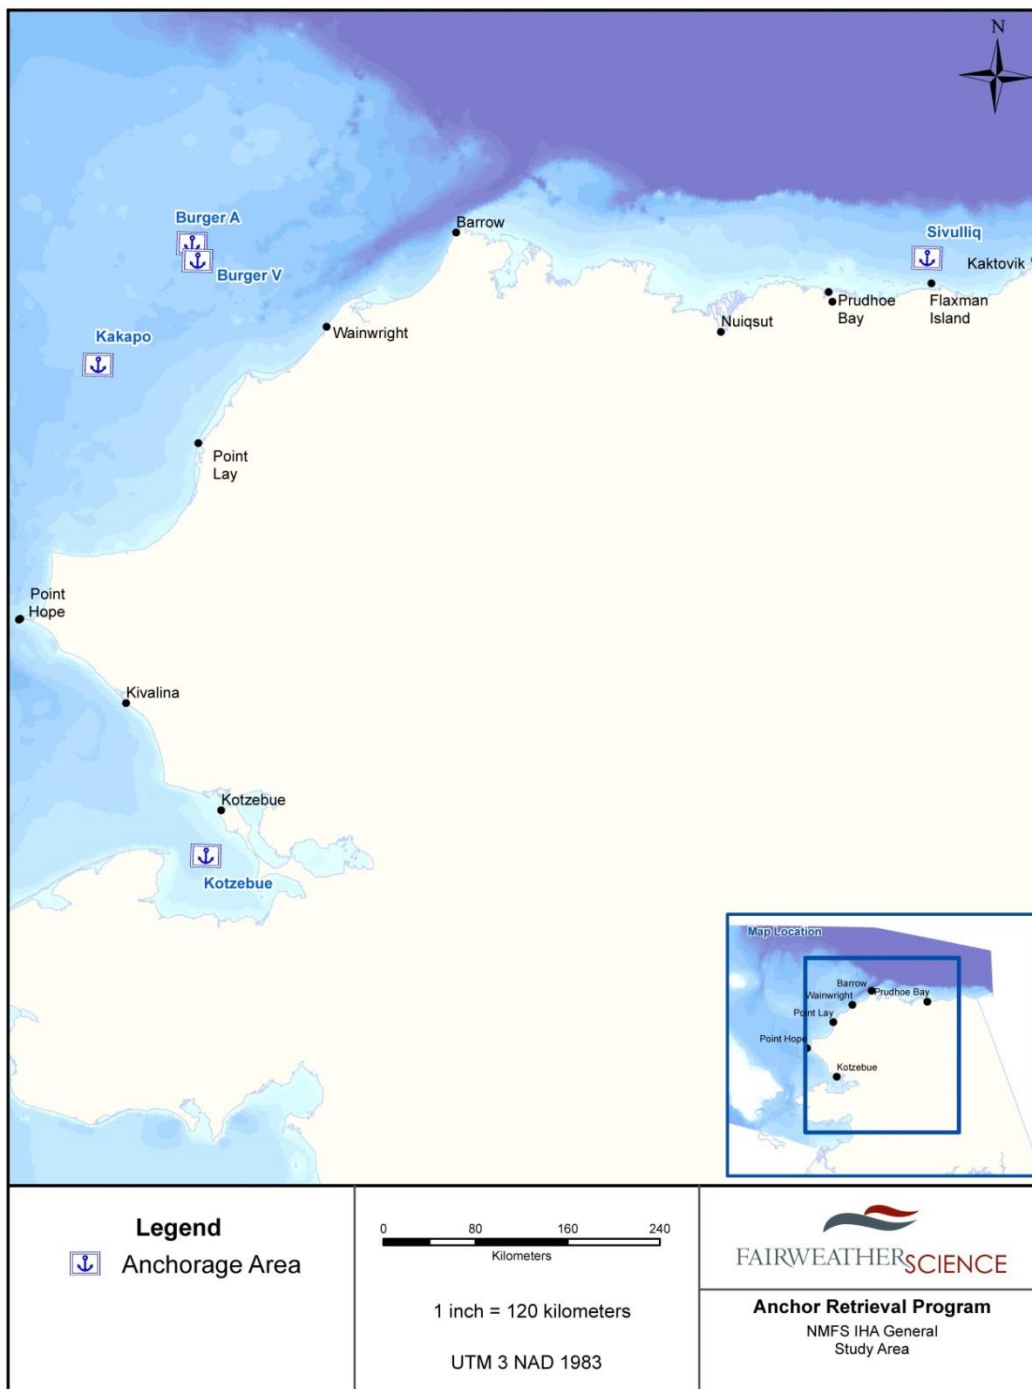 N
Burger A
Burger V
Barrow
Sivulliq
Kaktovik
Wainwright
Nuiqsut
Prudhoe
Bay
Flaxman
Island
Kakapo
Point
Lay
Point
Hope
Kivalina
Kotzebue
Kotzebue
Map Location
Barrow
Wainwright
Prudhoe Bay
Point Lay
Point Hope
Kotzebue
Legend
Anchorage Area
0 80 160 240
Kilometers
1 inch = 120 kilometers
UTM 3 NAD 1983
FAIRWEATHER SCIENCE
Anchor Retrieval Program
NMFS IHA General
Study Area